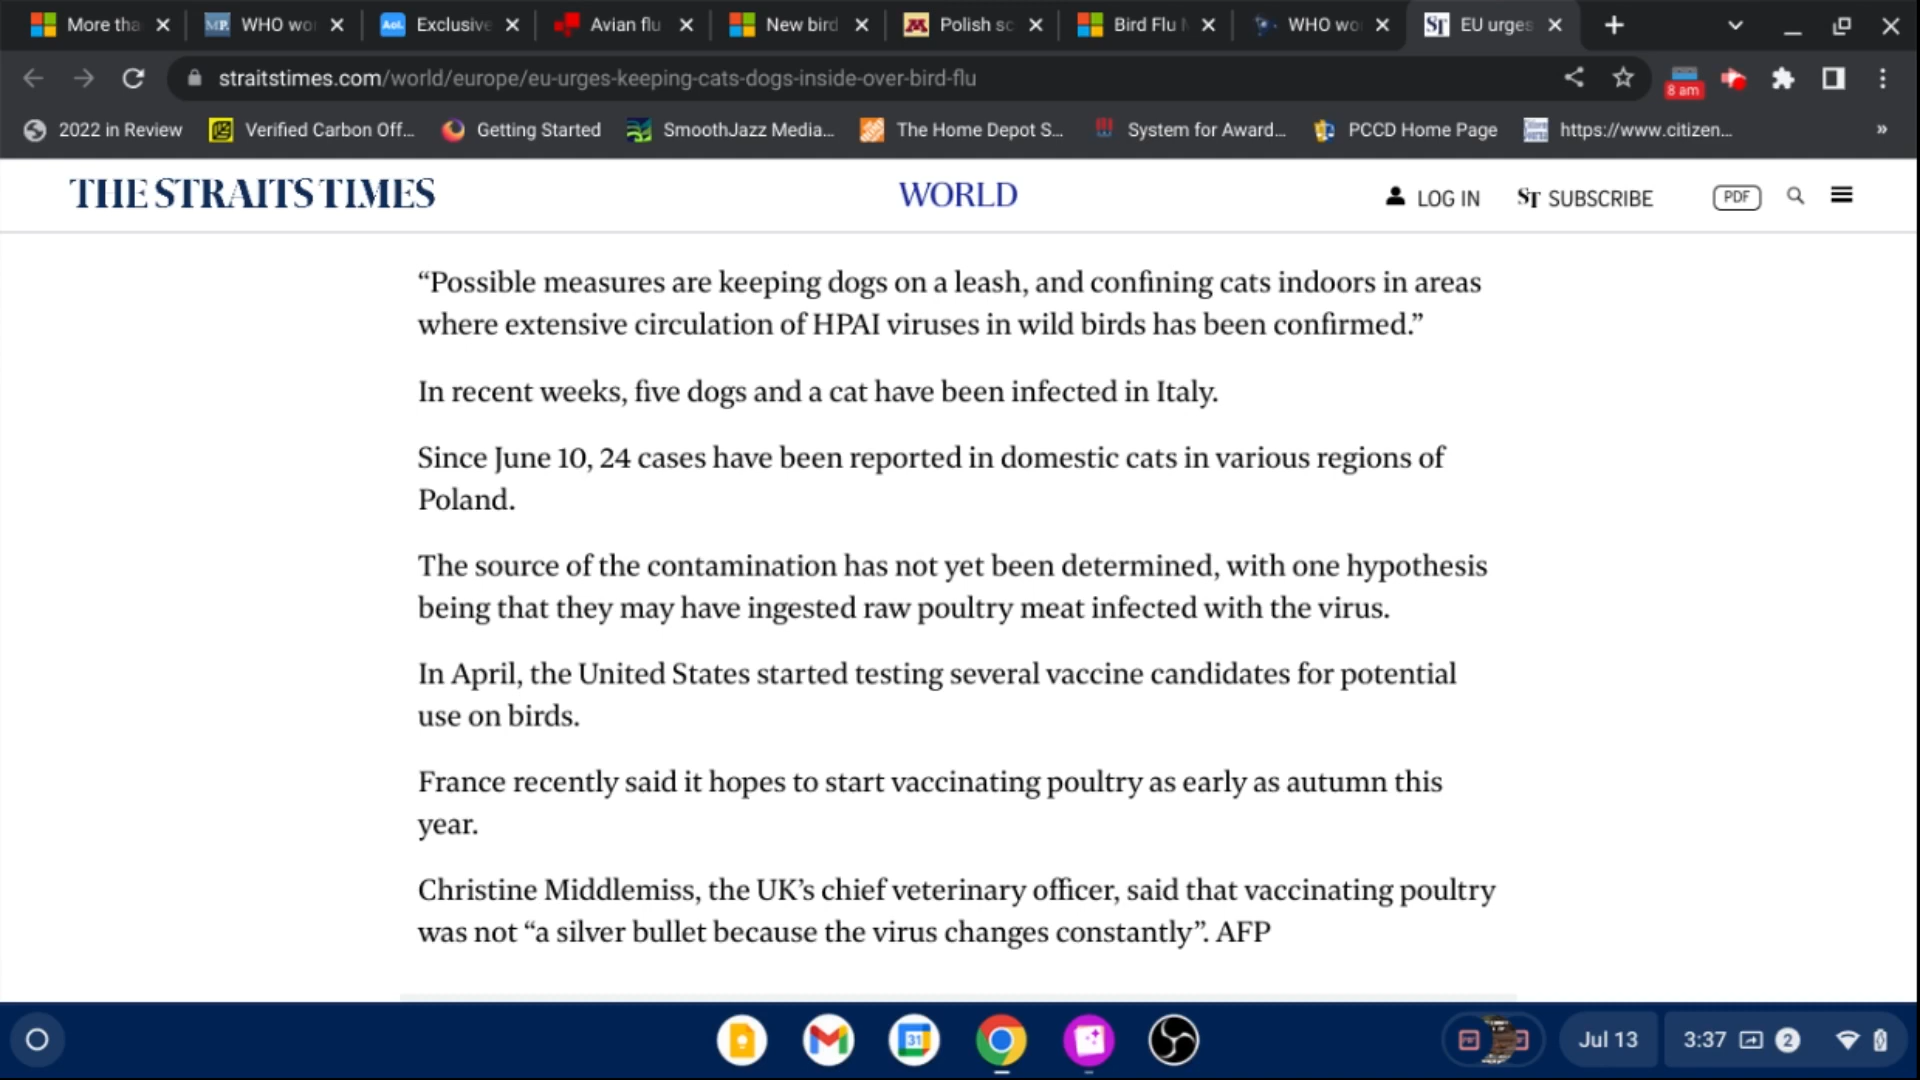 More tha
WHO wo
Aol.
Exclusive
Avian flu
New bird
Polish sc
Bird Flu
WHO wo
EU urges
straitstimes.com/world/europe/eu-urges-keeping-cats-dogs-inside-over-bird-flu
8 am
2022 in Review
Verified Carbon Off...
Getting Started
SmoothJazz Media...
The Home Depot S...
System for Award...
PCCD Home Page
https://www.citizen...
THE STRAITS TIMES
WORLD
LOG IN
ST SUBSCRIBE
PDF
“Possible measures are keeping dogs on a leash, and confining cats indoors in areas
where extensive circulation of HPAI viruses in wild birds has been confirmed.”
In recent weeks, five dogs and a cat have been infected in Italy.
Since June 10, 24 cases have been reported in domestic cats in various regions of
Poland.
The source of the contamination has not yet been determined, with one hypothesis
being that they may have ingested raw poultry meat infected with the virus.
In April, the United States started testing several vaccine candidates for potential
use on birds.
France recently said it hopes to start vaccinating poultry as early as autumn this
year.
Christine Middlemiss, the UK’s chief veterinary officer, said that vaccinating poultry
was not “a silver bullet because the virus changes constantly”. AFP
31
Jul 13
3:37
2